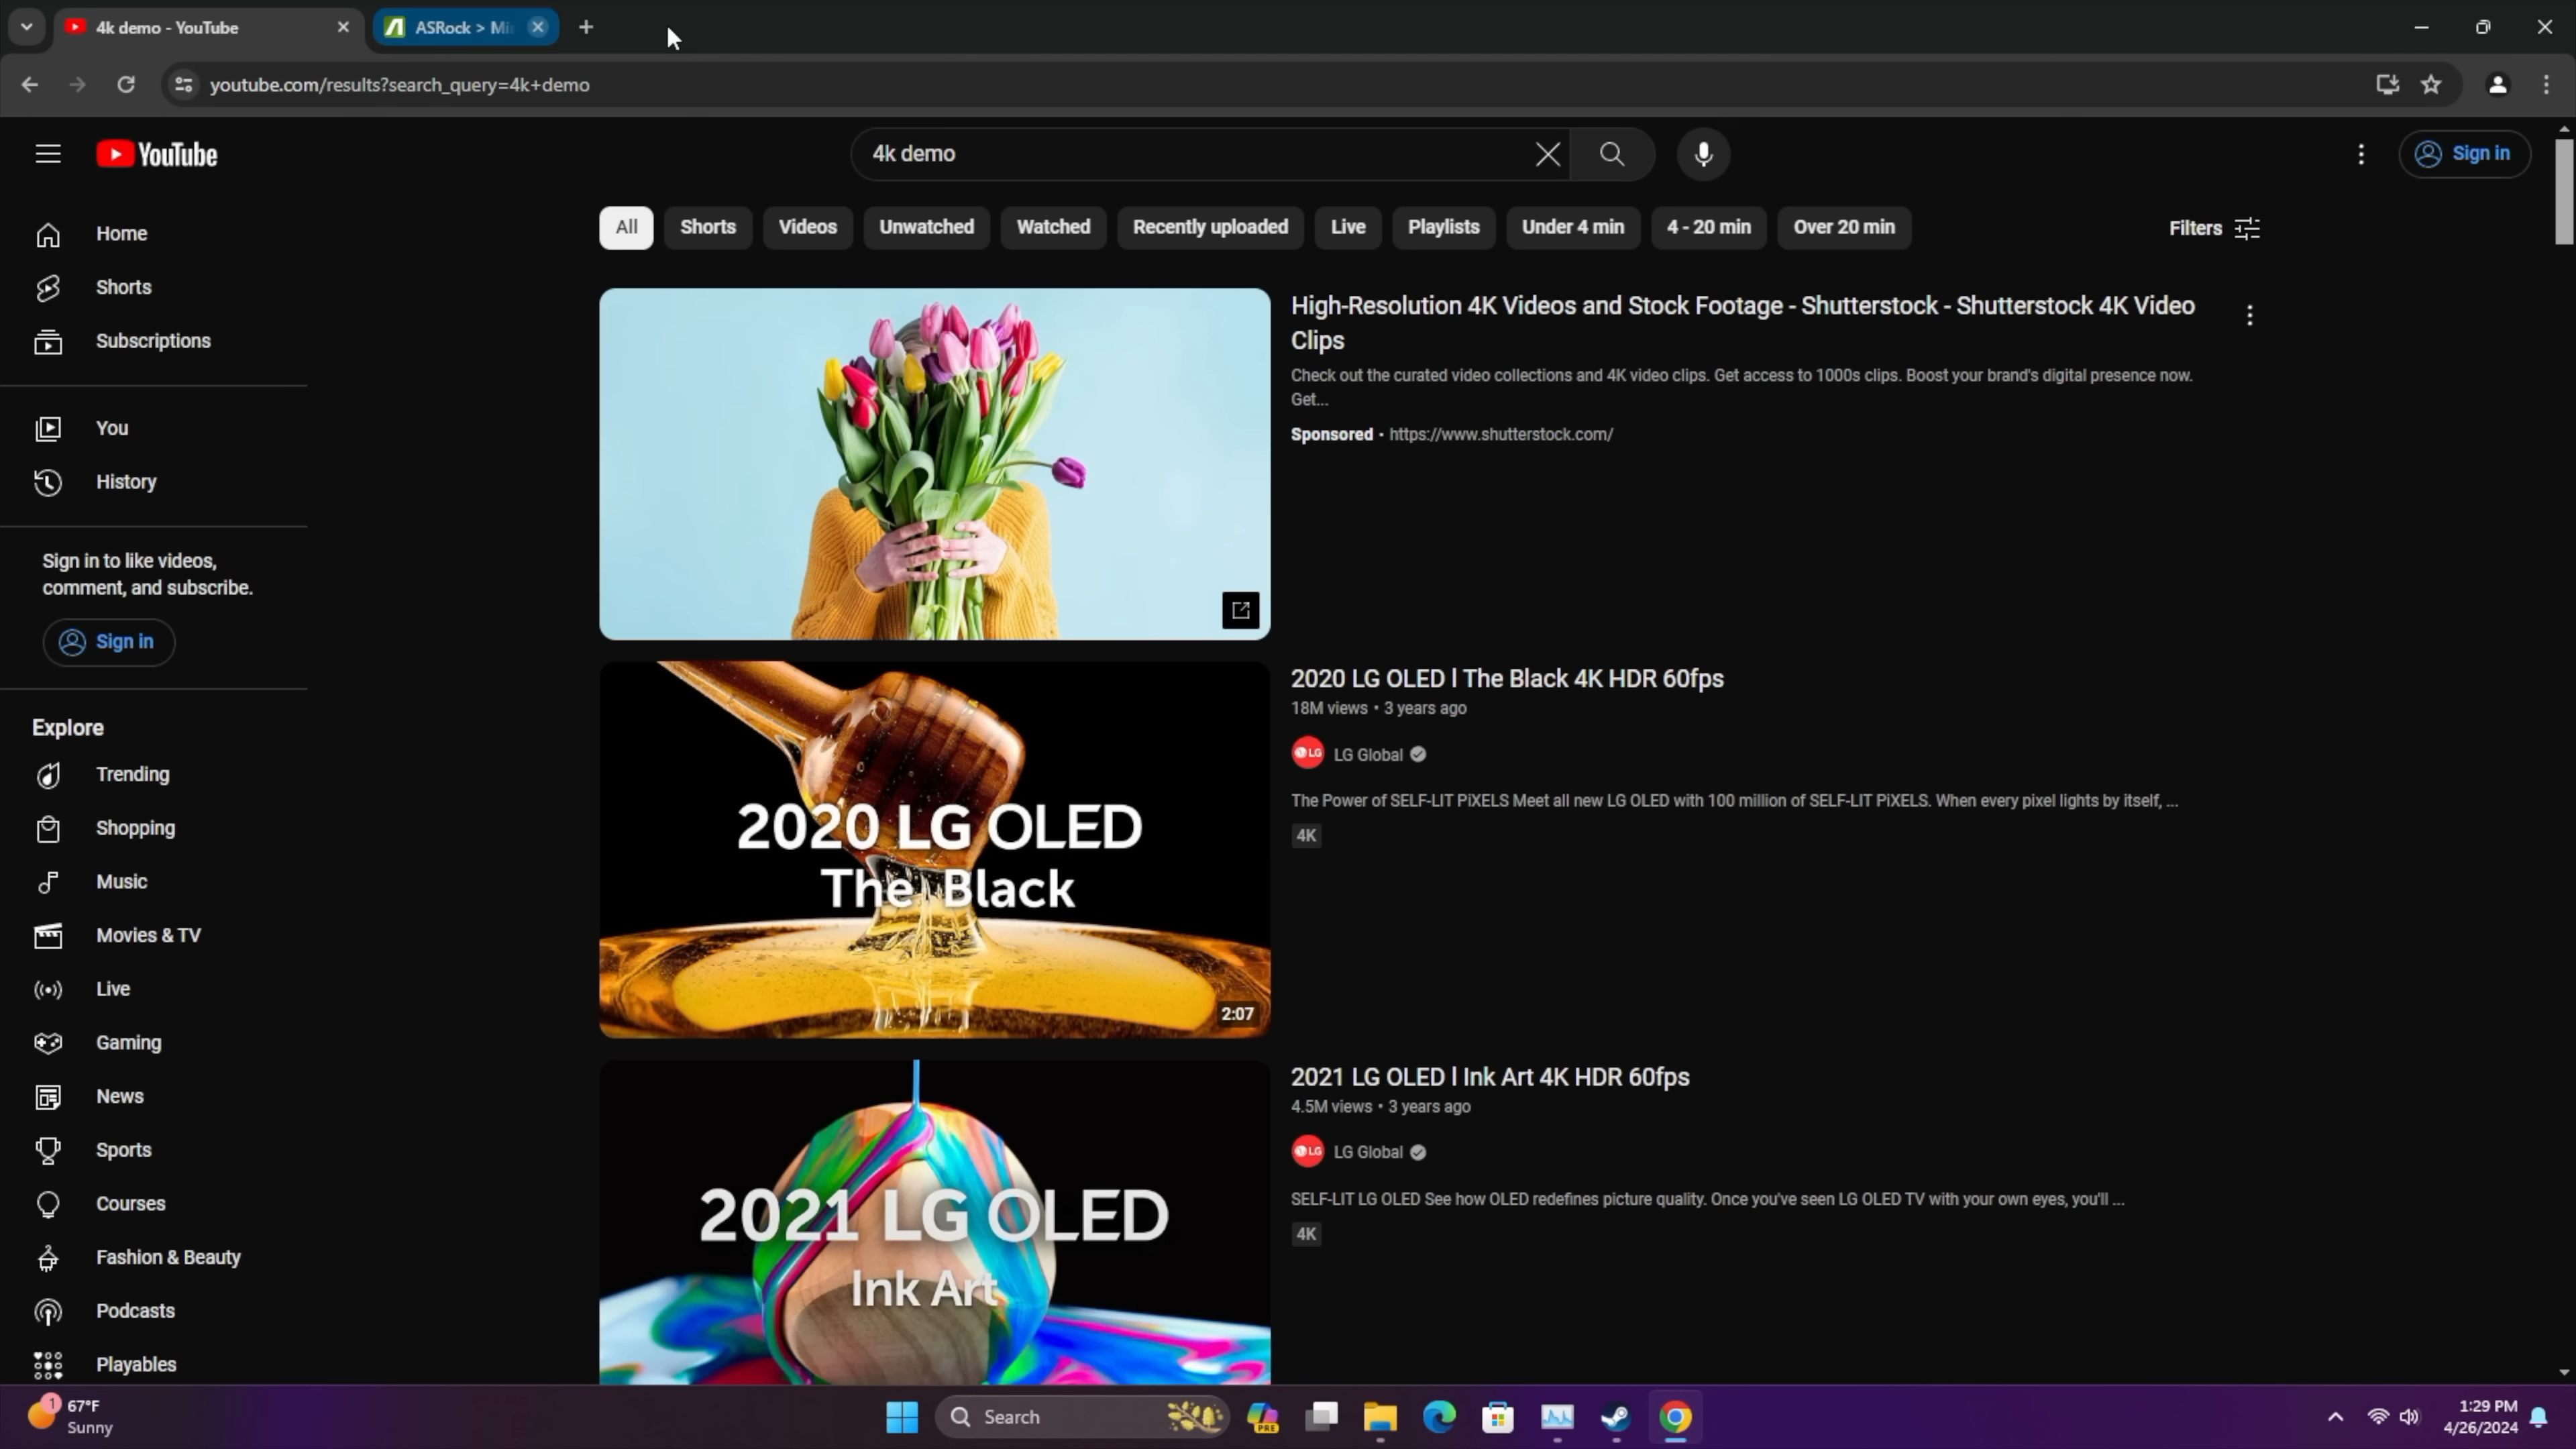 4k demo - YouTube
ASRock > Mi
youtube.com/results?search_query=4k+demo
YouTube
4k demo
Sign in
All
Shorts
Videos
Unwatched
Watched
Recently uploaded
Live
Playlists
Under 4 min
4 - 20 min
Over 20 min
Filters
Home
Shorts
Subscriptions
You
History
Sign in to like videos,
comment, and subscribe.
Sign in
Explore
Trending
Shopping
Music
Movies & TV
Live
Gaming
News
Sports
Courses
Fashion & Beauty
Podcasts
Playables
High-Resolution 4K Videos and Stock Footage - Shutterstock - Shutterstock 4K Video
Clips
Check out the curated video collections and 4K video clips. Get access to 1000s clips. Boost your brand's digital presence now.
Get...
Sponsored • https://www.shutterstock.com/
2020 LG OLED
The Black
2:07
2020 LG OLED l The Black 4K HDR 60fps
18M views • 3 years ago
LG
LG Global
The Power of SELF-LIT PiXELS Meet all new LG OLED with 100 million of SELF-LIT PiXELS. When every pixel lights by itself, ...
4K
2021 LG OLED
Ink Art
2021 LG OLED l Ink Art 4K HDR 60fps
4.5M views • 3 years ago
LG
LG Global
SELF-LIT LG OLED See how OLED redefines picture quality. Once you've seen LG OLED TV with your own eyes, you'll ...
4K
1
67°F
Sunny
Search
PRE
1:29 PM
4/26/2024